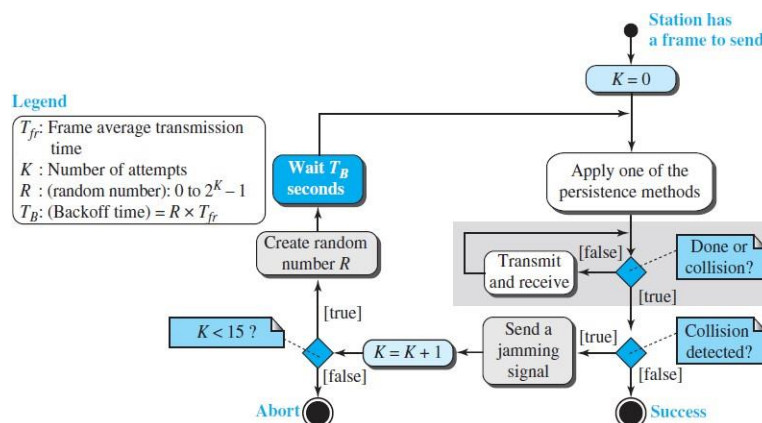 Station has
a frame to send
K = 0
Legend
T_fr: Frame average transmission
time
K : Number of attempts
R : (random number): 0 to 2^K – 1
T_B: (Backoff time) = R × T_fr
Wait T_B
seconds
Apply one of the
persistence methods
Create random
number R
[false]
Transmit
and receive
Done or
collision?
[true]
[true]
K < 15 ?
K = K + 1
Send a
jamming
signal
[true]
Collision
detected?
[false]
[false]
Abort
Success